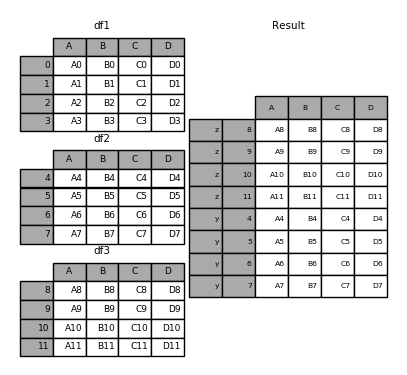 df1
A B C D
0 A0 B0 C0 D0
1 A1 B1 C1 D1
2 A2 B2 C2 D2
3 A3 B3 C3 D3
df2
A B C D
4 A4 B4 C4 D4
5 A5 B5 C5 D5
6 A6 B6 C6 D6
7 A7 B7 C7 D7
df3
A B C D
8 A8 B8 C8 D8
9 A9 B9 C9 D9
10 A10 B10 C10 D10
11 A11 B11 C11 D11
Result
A B C D
z 8 A8 B8 C8 D8
z 9 A9 B9 C9 D9
z 10 A10 B10 C10 D10
z 11 A11 B11 C11 D11
y 4 A4 B4 C4 D4
y 5 A5 B5 C5 D5
y 6 A6 B6 C6 D6
y 7 A7 B7 C7 D7